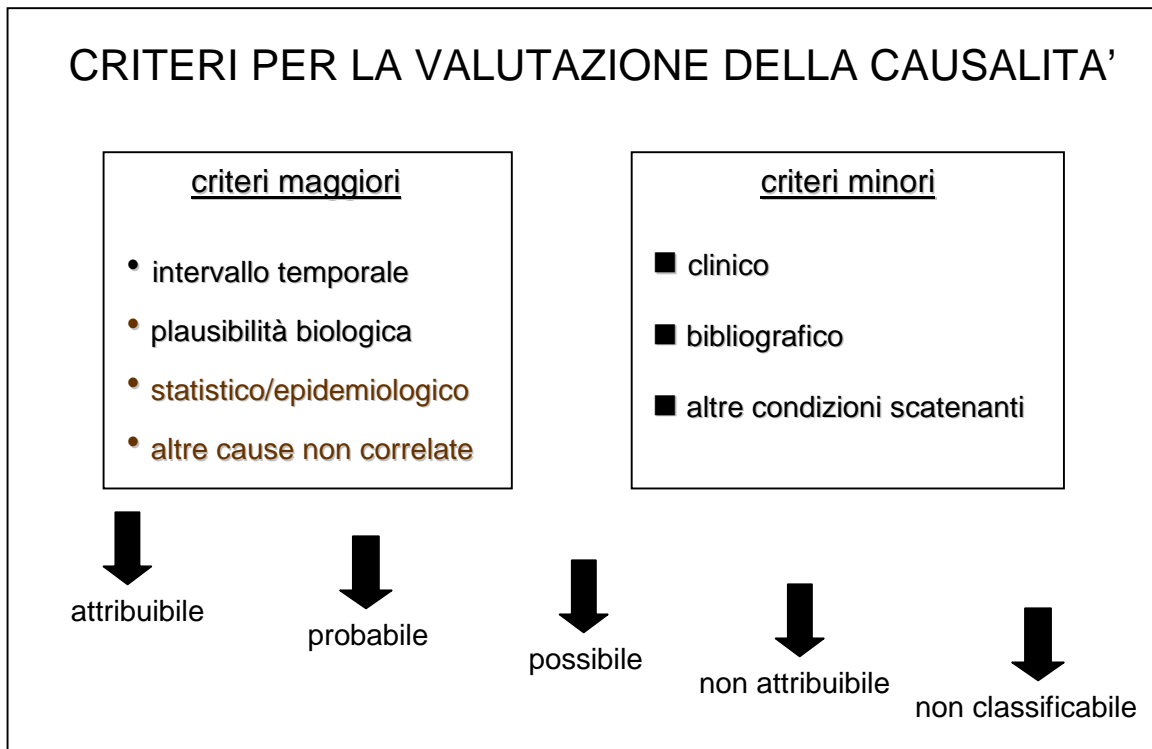 CRITERI PER LA VALUTAZIONE DELLA CAUSALITA’
criteri maggiori
• intervallo temporale
• plausibilità biologica
• statistico/epidemiologico
• altre cause non correlate
criteri minori
■ clinico
■ bibliografico
■ altre condizioni scatenanti
attribuibile
probabile
possibile
non attribuibile
non classificabile